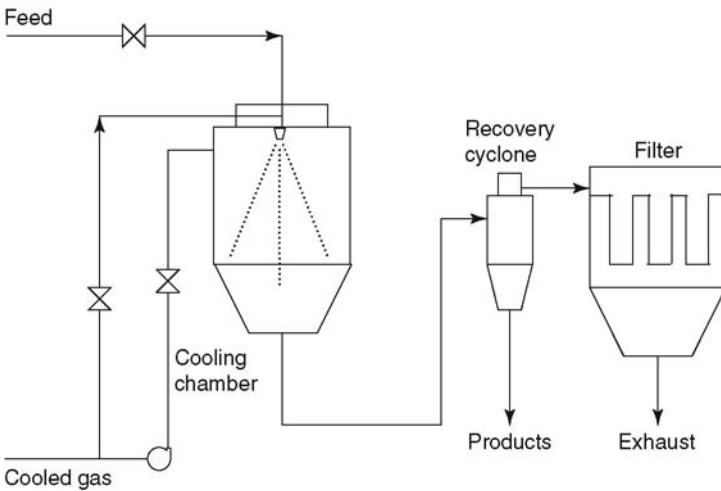 Feed
Recovery
cyclone
Filter
Cooling
chamber
Cooled gas
Products
Exhaust